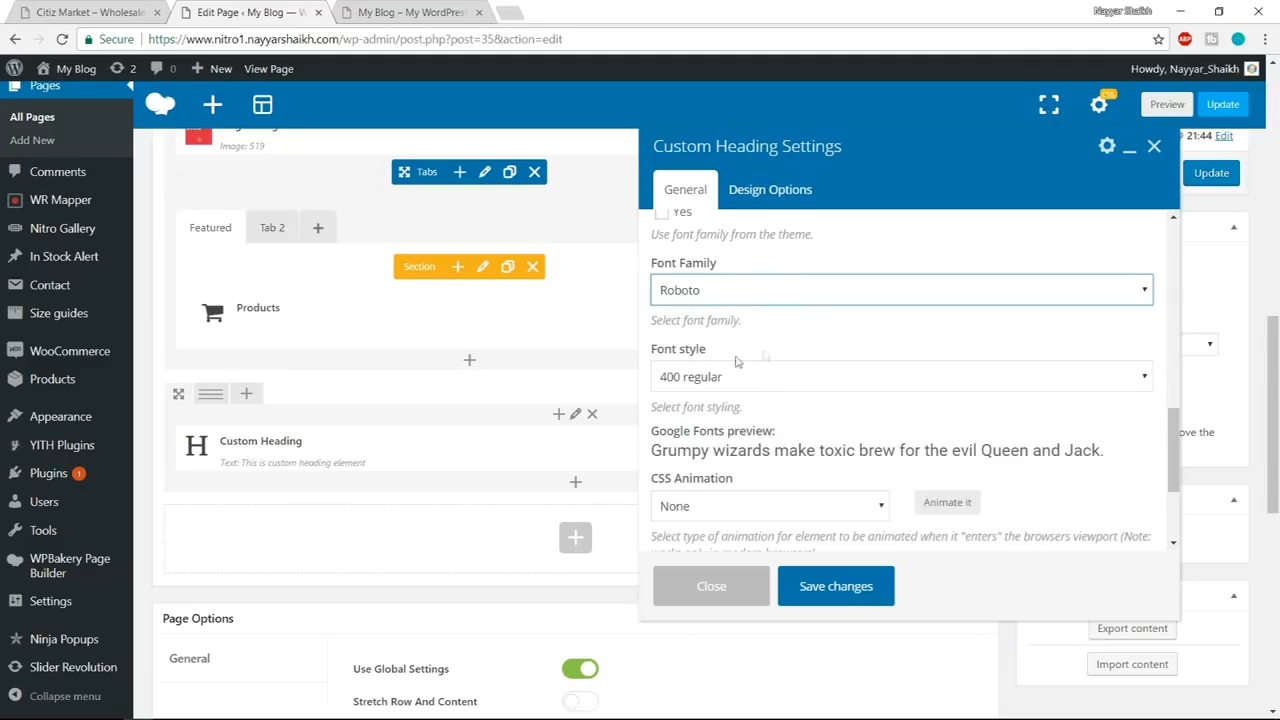 Citiz Market – Wholesale
Edit Page ‹ My Blog —
My Blog – My WordPress
Nayyar Shaikh
Secure
https://www.nitro1.nayyarshaikh.com/wp-admin/post.php?post=35&action=edit
My Blog
2
0
New
View Page
Howdy, Nayyar_Shaikh
Pages
All Pages
Add New
Comments
WR Mapper
Nitro Gallery
In Stock Alert
Contact
Size guides
WooCommerce
Products
Appearance
YITH Plugins
Plugins 1
Users
Tools
WPBakery Page
Builder
Settings
Ninja Popups
Slider Revolution
Collapse menu
CSS
Preview
Update
Image: 519
Tabs
Featured
Tab 2
Section
Products
Custom Heading
Text: This is custom heading element
Page Options
General
Use Global Settings
Stretch Row And Content
Custom Heading Settings
General
Design Options
Yes
Use font family from the theme.
Font Family
Roboto
Select font family.
Font style
400 regular
Select font styling.
Google Fonts preview:
Grumpy wizards make toxic brew for the evil Queen and Jack.
CSS Animation
None
Animate it
Select type of animation for element to be animated when it "enters" the browsers viewport (Note:
Close
Save changes
21:44 Edit
Update
ove the
Export content
Import content